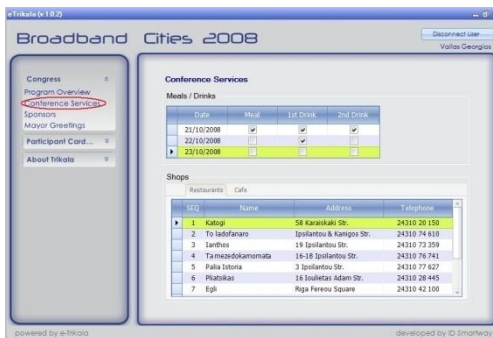 eTrikala (v 1.0.2)
Broadband Cities 2008
Disconnect User
Vallas Georgios
Congress
Program Overview
Conference Services
Sponsors
Mayor Greetings
Participant Card...
About Trikala
Conference Services
Meals / Drinks
Date Meal 1st Drink 2nd Drink
21/10/2008
22/10/2008
23/10/2008
Shops
Restaurants Cafe
SEQ Name Address Telephone
1 Katogi 58 Karaiskaki Str. 24310 20 150
2 To ladofanaro Ipsilantou & Kanigos Str. 24310 74 610
3 Ianthos 19 Ipsilantou Str. 24310 73 359
4 Ta mezedokamomata 16-18 Ipsilantou Str. 24310 76 741
5 Palia Istoria 3 Ipsilantou Str. 24310 77 627
6 Pliatsikas 16 Ioulietas Adam Str. 24310 28 445
7 Egli Riga Fereou Square 24310 42 100
powered by e-Trikala
developed by ID Smartway